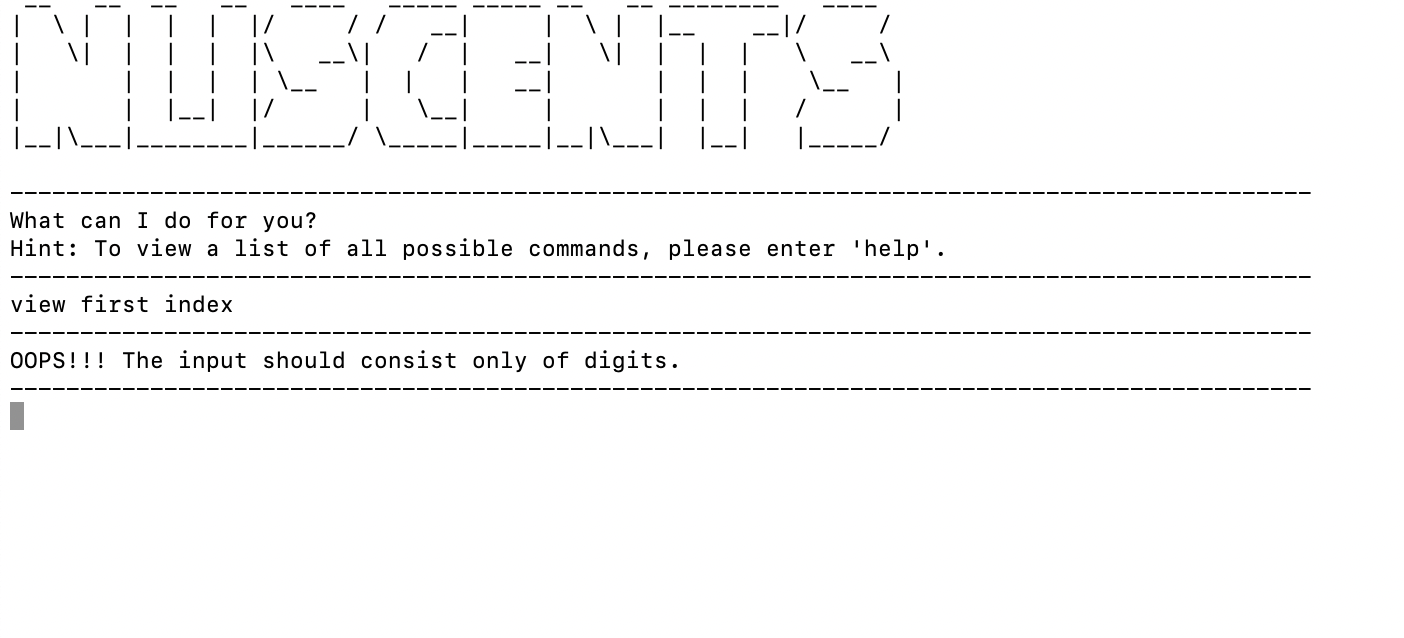 NUSCENTS
What can I do for you?
Hint: To view a list of all possible commands, please enter 'help'.
view first index
OOPS!!! The input should consist only of digits.